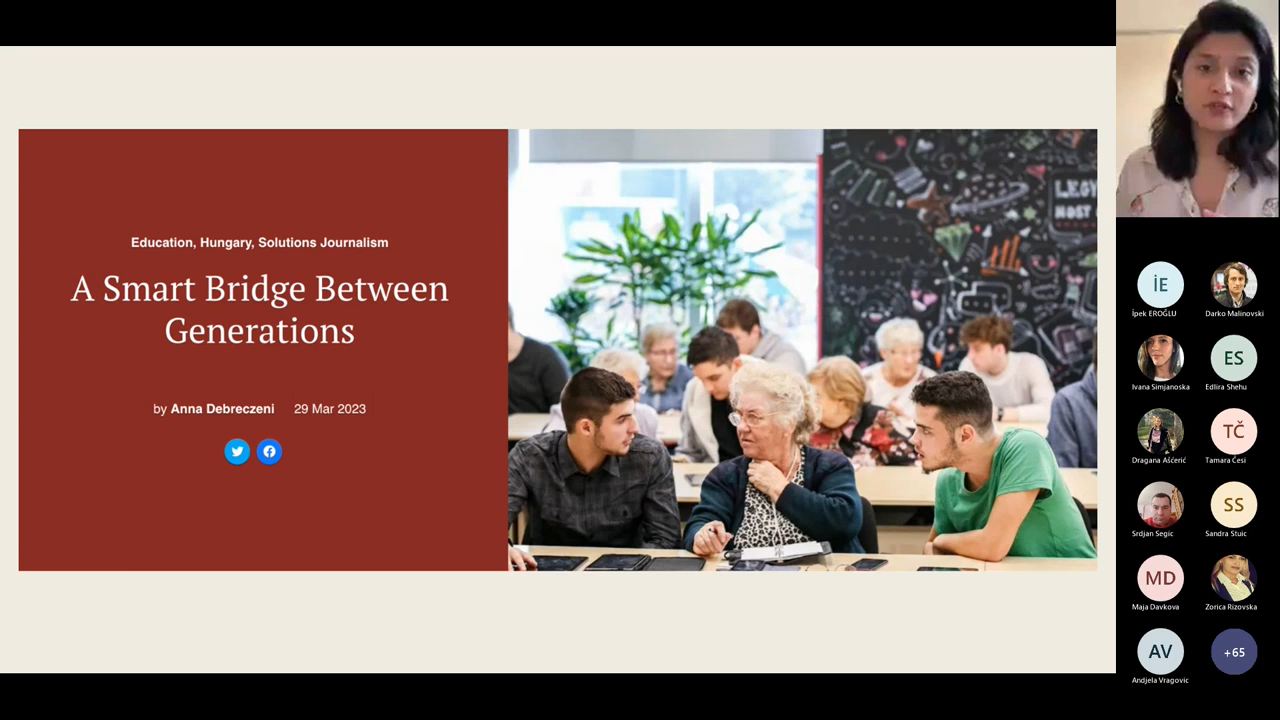 Education, Hungary, Solutions Journalism
A Smart Bridge Between
Generations
by Anna Debreczeni 29 Mar 2023
LEGY
MOST
İE
İpek EROĞLU
Darko Malinovski
Ivana Simjanoska
ES
Edlira Shehu
Dragana Aščerić
TČ
Tamara Česi
Srdjan Segic
SS
Sandra Stuic
MD
Maja Davkova
Zorica Rizovska
AV
Andjela Vragovic
+65